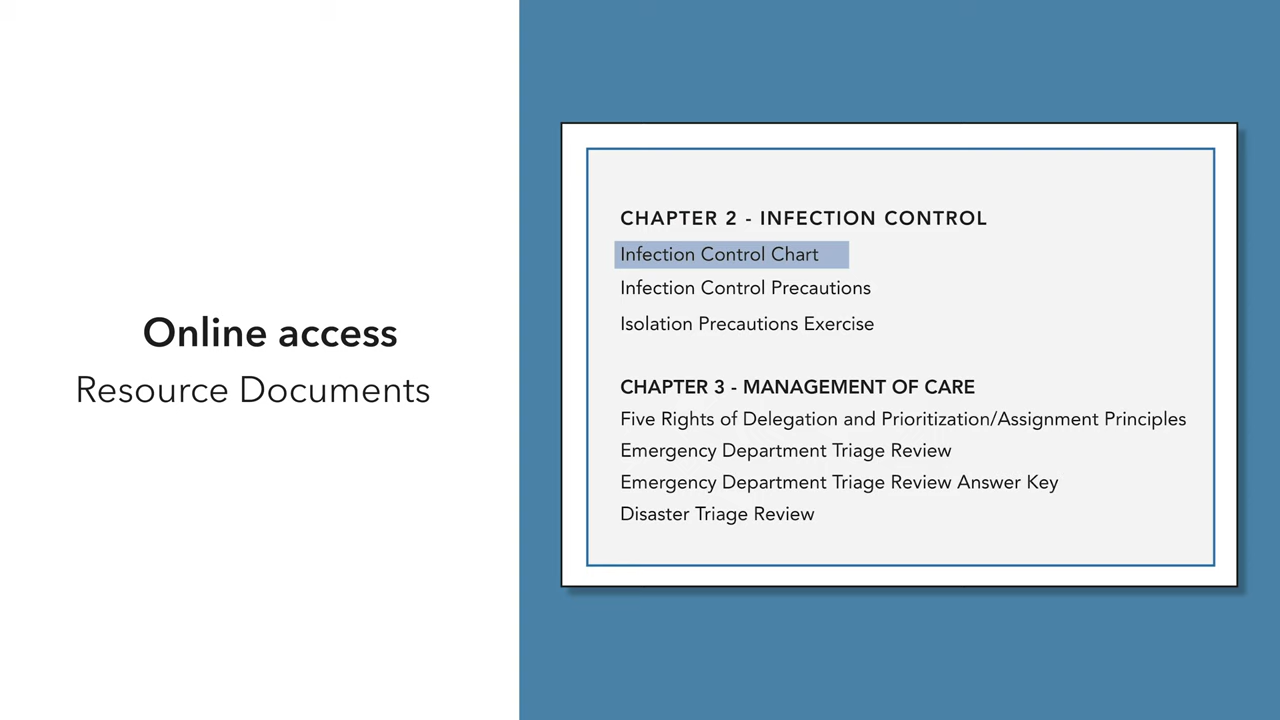 Online access
Resource Documents
CHAPTER 2 - INFECTION CONTROL
Infection Control Chart
Infection Control Precautions
Isolation Precautions Exercise
CHAPTER 3 - MANAGEMENT OF CARE
Five Rights of Delegation and Prioritization/Assignment Principles
Emergency Department Triage Review
Emergency Department Triage Review Answer Key
Disaster Triage Review